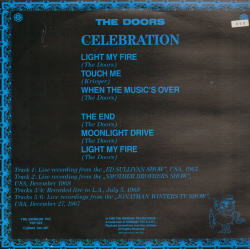 THE DOORS
CELEBRATION
LIGHT MY FIRE
(The Doors)
TOUCH ME
(Krieger)
WHEN THE MUSIC'S OVER
(The Doors)
THE END
(The Doors)
MOONLIGHT DRIVE
(The Doors)
LIGHT MY FIRE
(The Doors)
Track 1: Live recording from the „ED SULLIVAN SHOW", USA, 1967
Track 2: Live recording from the „SMOTHER BROTHERS SHOW",
USA, December 1968
Tracks 3/4: Recorded live in L.A., July 5, 1968
Tracks 5/6: Live recordings from the „JONATHAN WINTERS TV SHOW",
USA, December 27, 1967